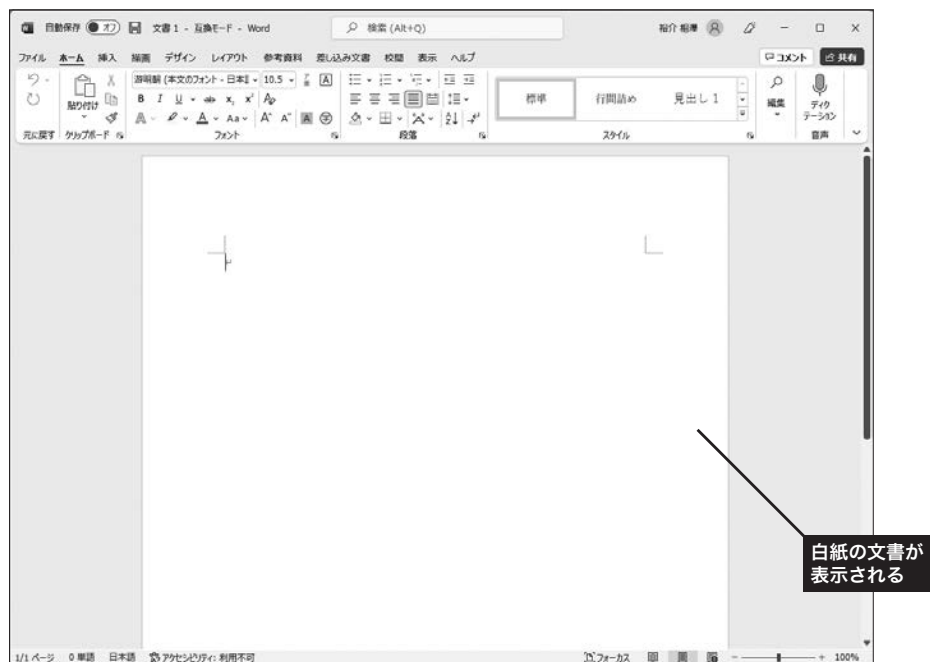 自動保存 オフ 文書 1 - 互換モード - Word 検索 (Alt+Q) 裕介 相澤
ファイル ホーム 挿入 描画 デザイン レイアウト 参考資料 差し込み文書 校閲 表示 ヘルプ コメント 共有
游明朝 (本文のフォント - 日本語 10.5
貼り付け B I U ab x₂ x² 標準 行間詰め 見出し 1 編集 ディクテーション
A A Aa A^ A
元に戻す クリップボード フォント 段落 スタイル 音声
白紙の文書が
表示される
1/1 ページ 0 単語 日本語 アクセシビリティ: 利用不可 フォーカス 100%